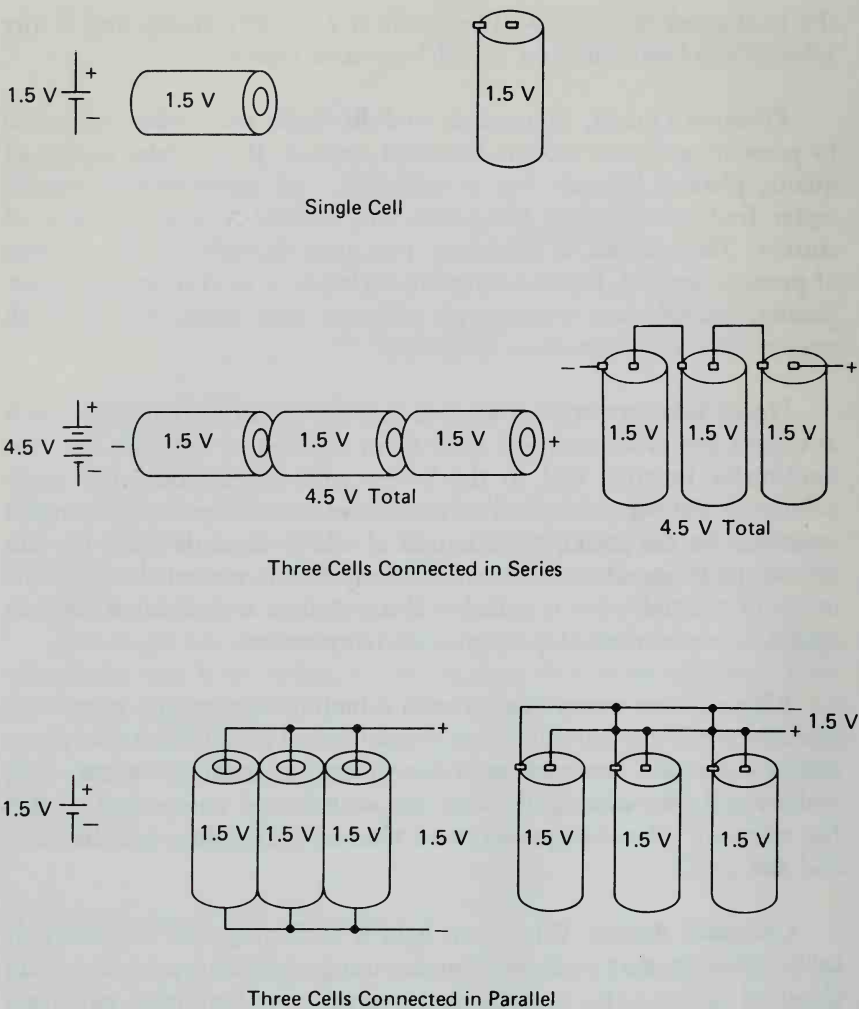 1.5 V + − 1.5 V 1.5 V
Single Cell
4.5 V + − − 1.5 V 1.5 V 1.5 V +
4.5 V Total
− +
1.5 V 1.5 V 1.5 V
4.5 V Total
Three Cells Connected in Series
1.5 V + −
+
1.5 V 1.5 V 1.5 V 1.5 V
−
− 1.5 V
+
1.5 V 1.5 V 1.5 V
Three Cells Connected in Parallel